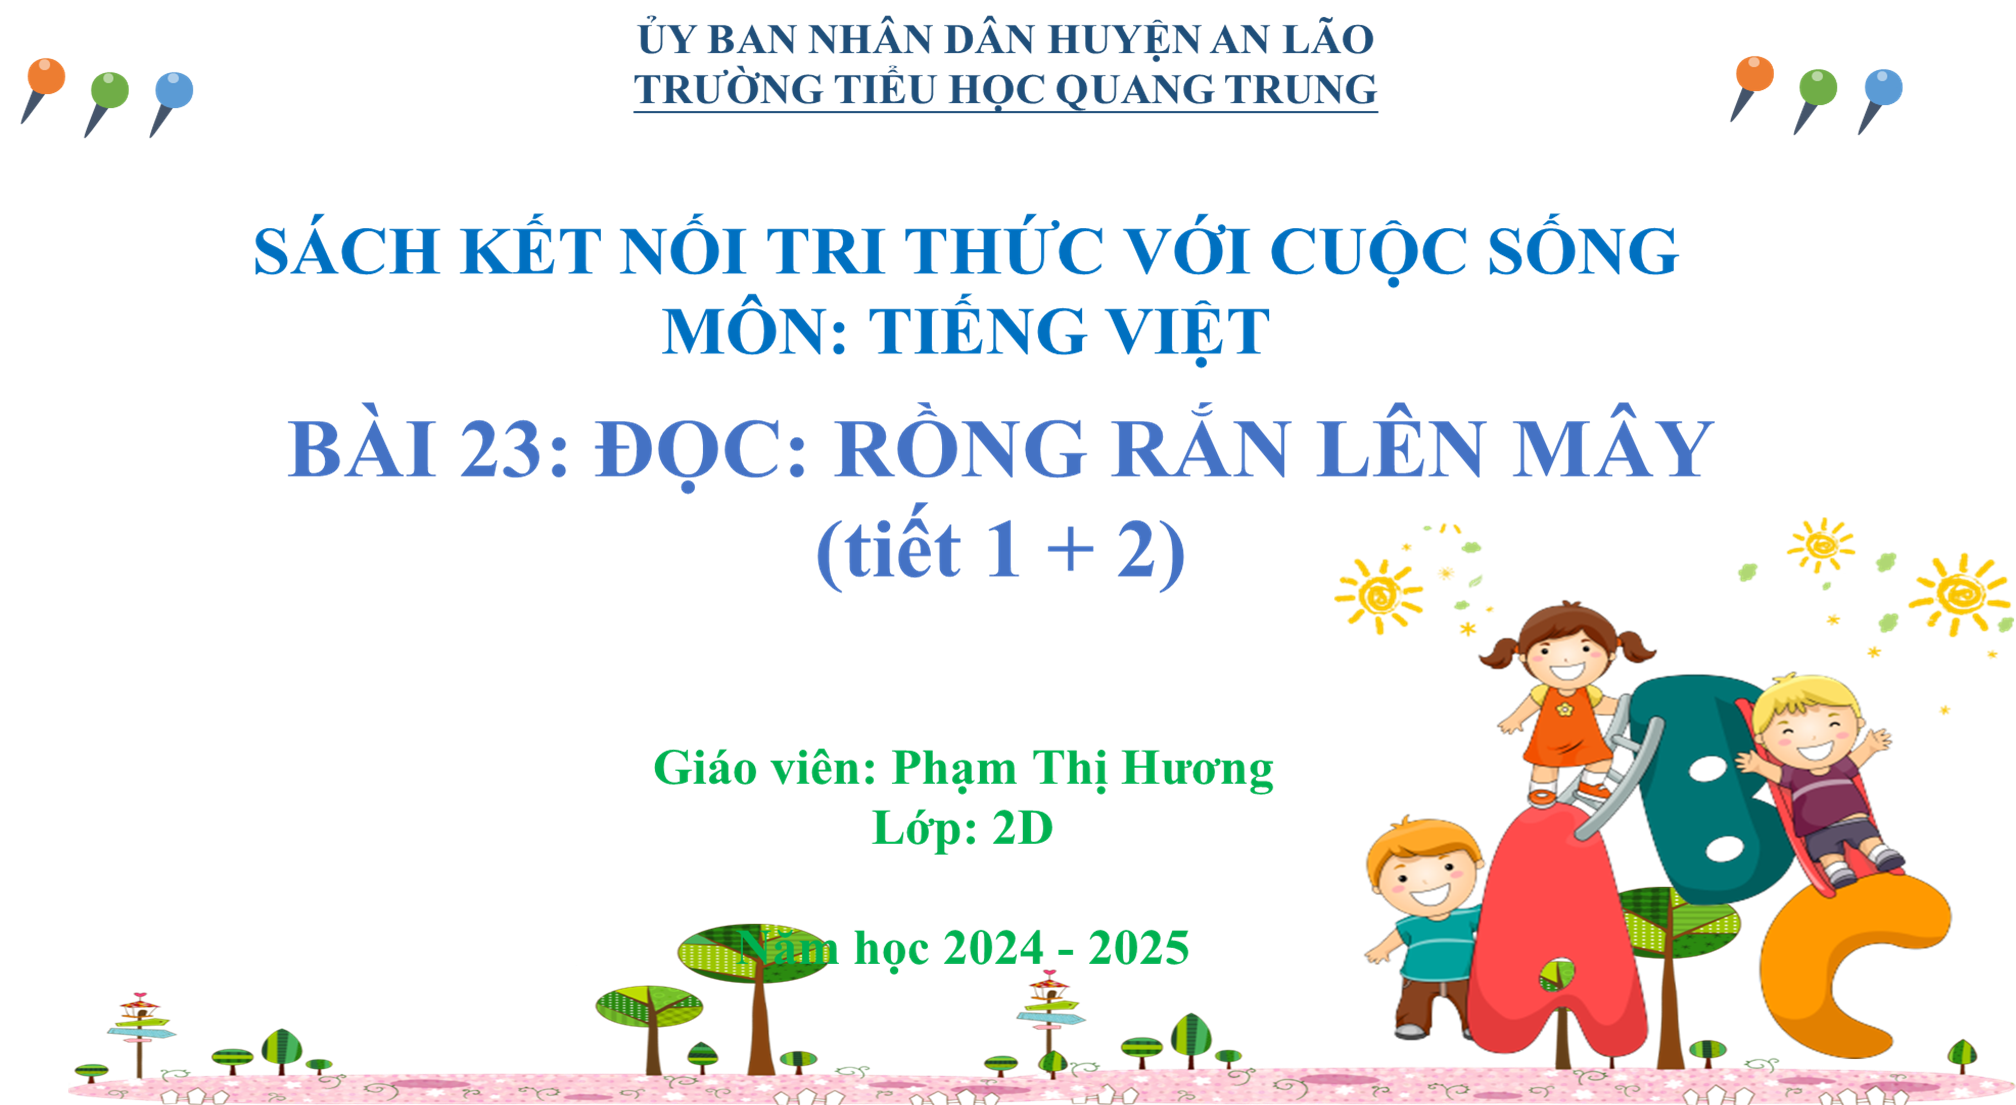 ỦY BAN NHÂN DÂN HUYỆN AN LÃO
TRƯỜNG TIỂU HỌC QUANG TRUNG
SÁCH KẾT NỐI TRI THỨC VỚI CUỘC SỐNG
MÔN: TIẾNG VIỆT
BÀI 23: ĐỌC: RỒNG RẮN LÊN MÂY
(tiết 1 + 2)
Giáo viên: Phạm Thị Hương
Lớp: 2D
Năm học 2024 - 2025
A B C